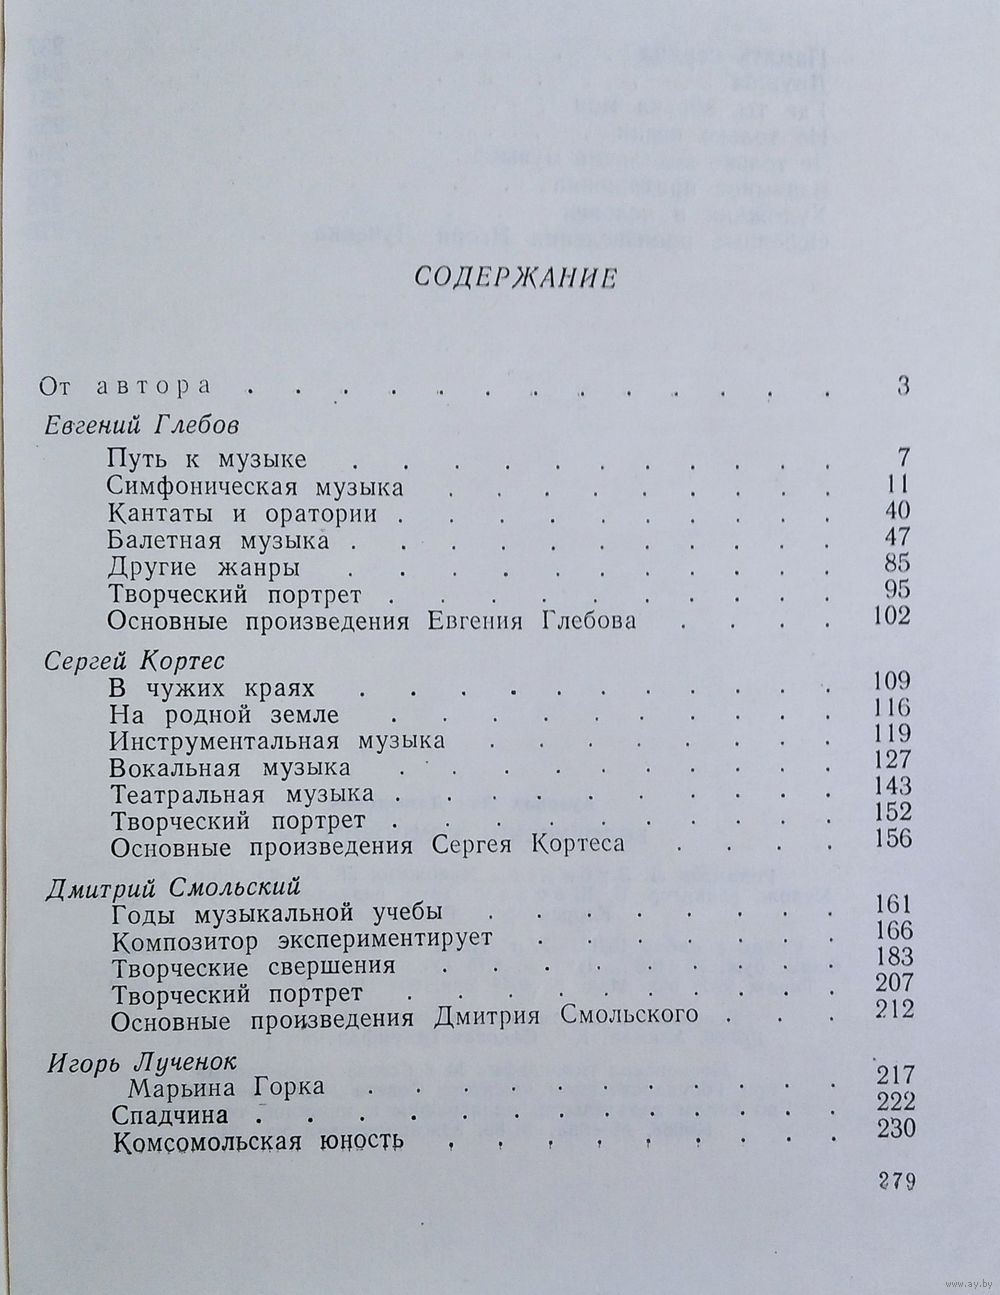 СОДЕРЖАНИЕ
От автора . . . . . . . . . . . . 3
Евгений Глебов
Путь к музыке . . . . . . . . . . 7
Симфоническая музыка . . . . . . . . 11
Кантаты и оратории . . . . . . . . . 40
Балетная музыка . . . . . . . . . . 47
Другие жанры . . . . . . . . . . 85
Творческий портрет . . . . . . . . . 95
Основные произведения Евгения Глебова . . . . 102
Сергей Кортес
В чужих краях . . . . . . . . . . 109
На родной земле . . . . . . . . . 116
Инструментальная музыка . . . . . . . 119
Вокальная музыка . . . . . . . . . 127
Театральная музыка . . . . . . . . . 143
Творческий портрет . . . . . . . . . 152
Основные произведения Сергея Кортеса . . . . 156
Дмитрий Смольский
Годы музыкальной учебы . . . . . . . . 161
Композитор экспериментирует . . . . . . 166
Творческие свершения . . . . . . . . 183
Творческий портрет . . . . . . . . . 207
Основные произведения Дмитрия Смольского . . . 212
Игорь Лученок
Марьина Горка . . . . . . . . . . 217
Спадчина . . . . . . . . . . . . 222
Комсомольская юность . . . . . . . . 230
279
www.ay.by